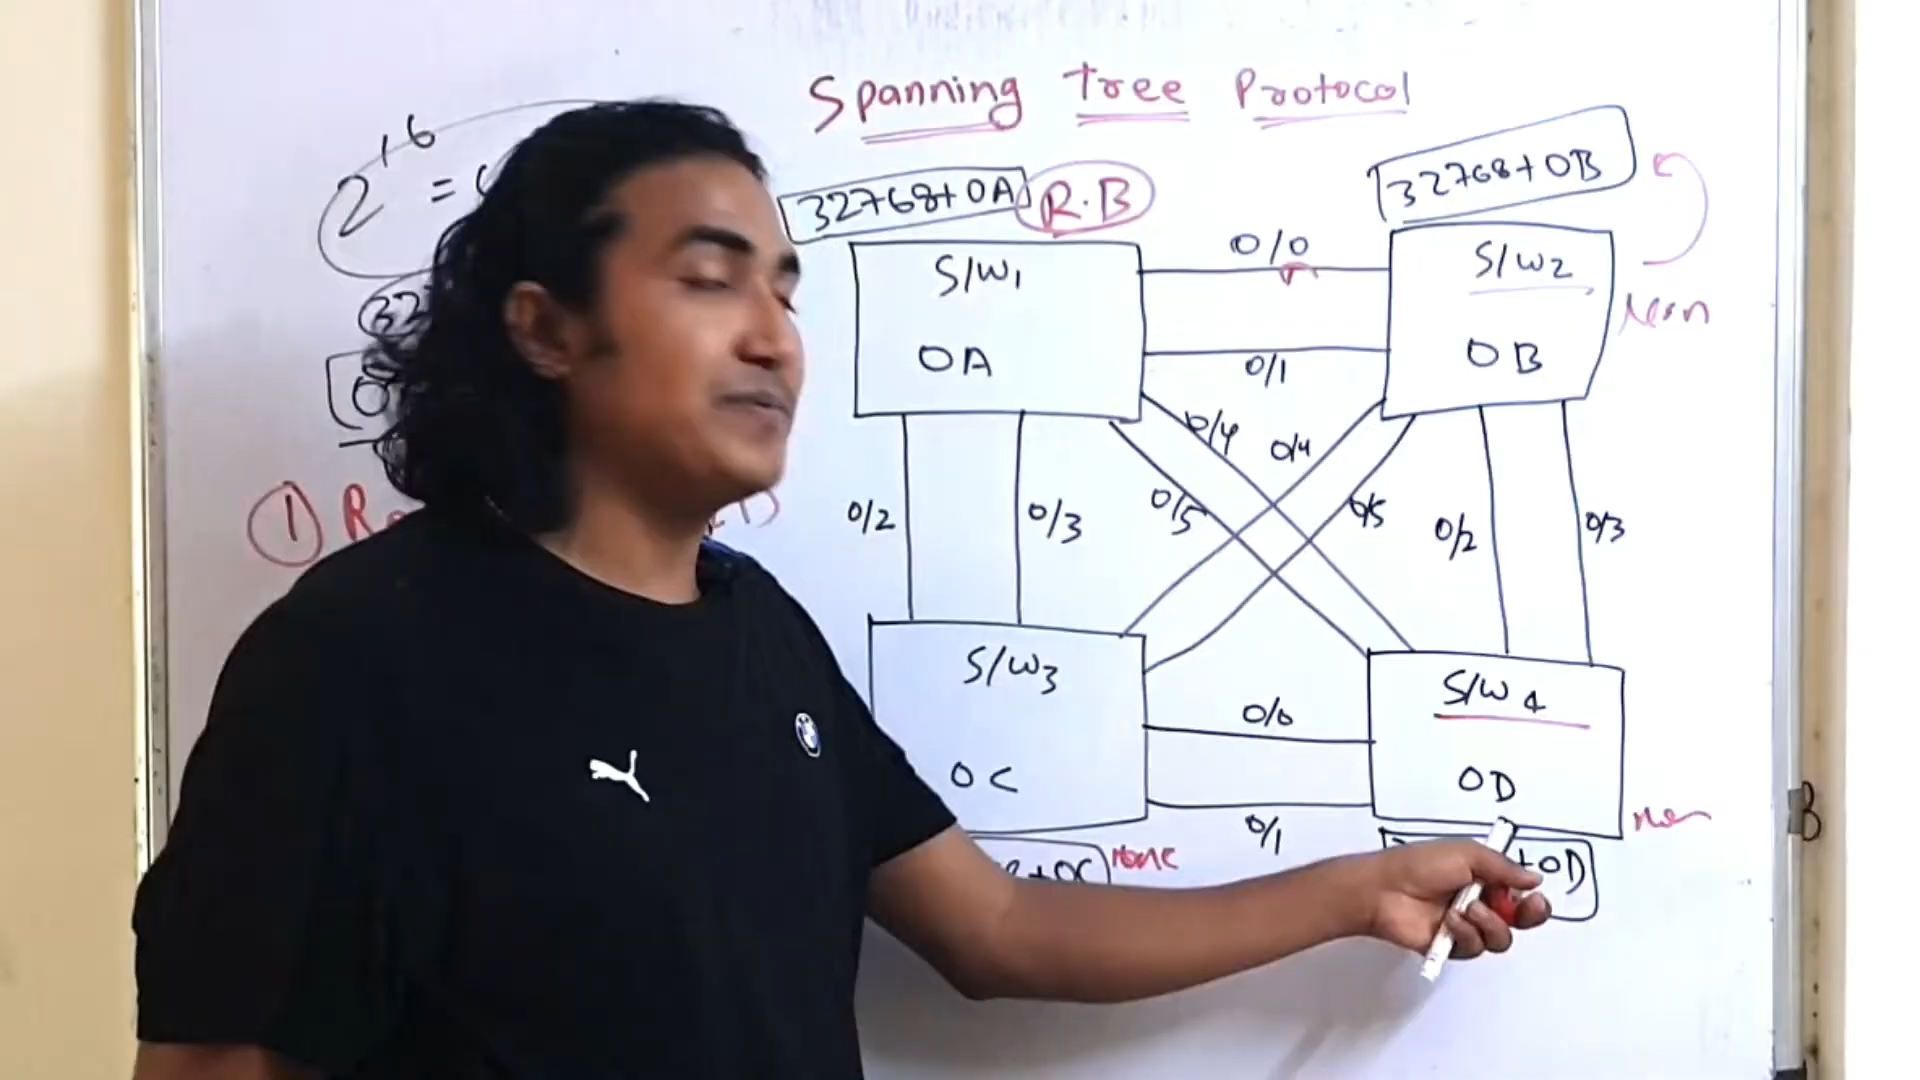 Spanning Tree Protocol
2^16 =
32768+0A R.B
32768+0B
S/W1
0A
0/0
0/1
S/W2
0B
0/4
0/4
0/5
0/5
0/2
0/3
0/2
0/3
1
S/W3
0C
0/0
0/1
S/W4
0D
+0C
None
+0D